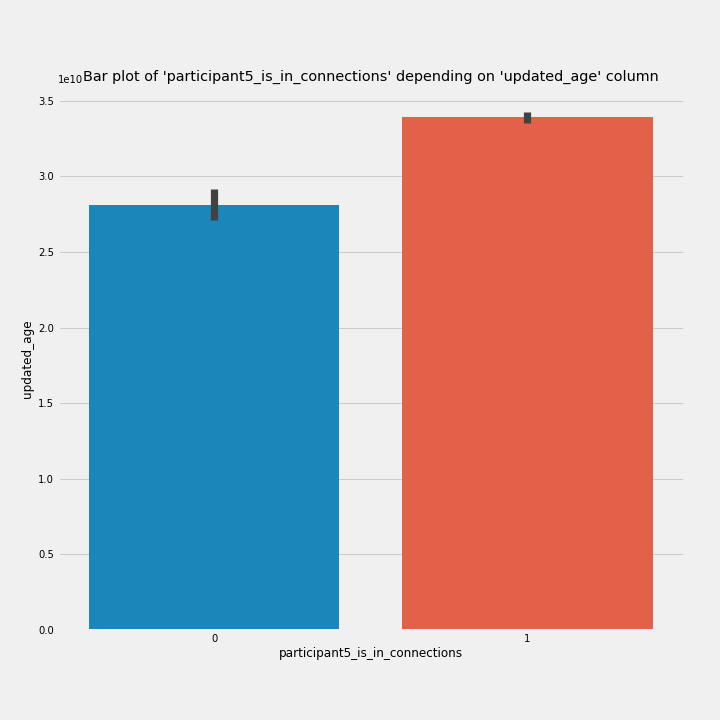 Bar plot of 'participant5_is_in_connections' depending on 'updated_age' column
1e10
3.5
3.0
2.5
2.0
1.5
1.0
0.5
0.0
updated_age
0 1
participant5_is_in_connections